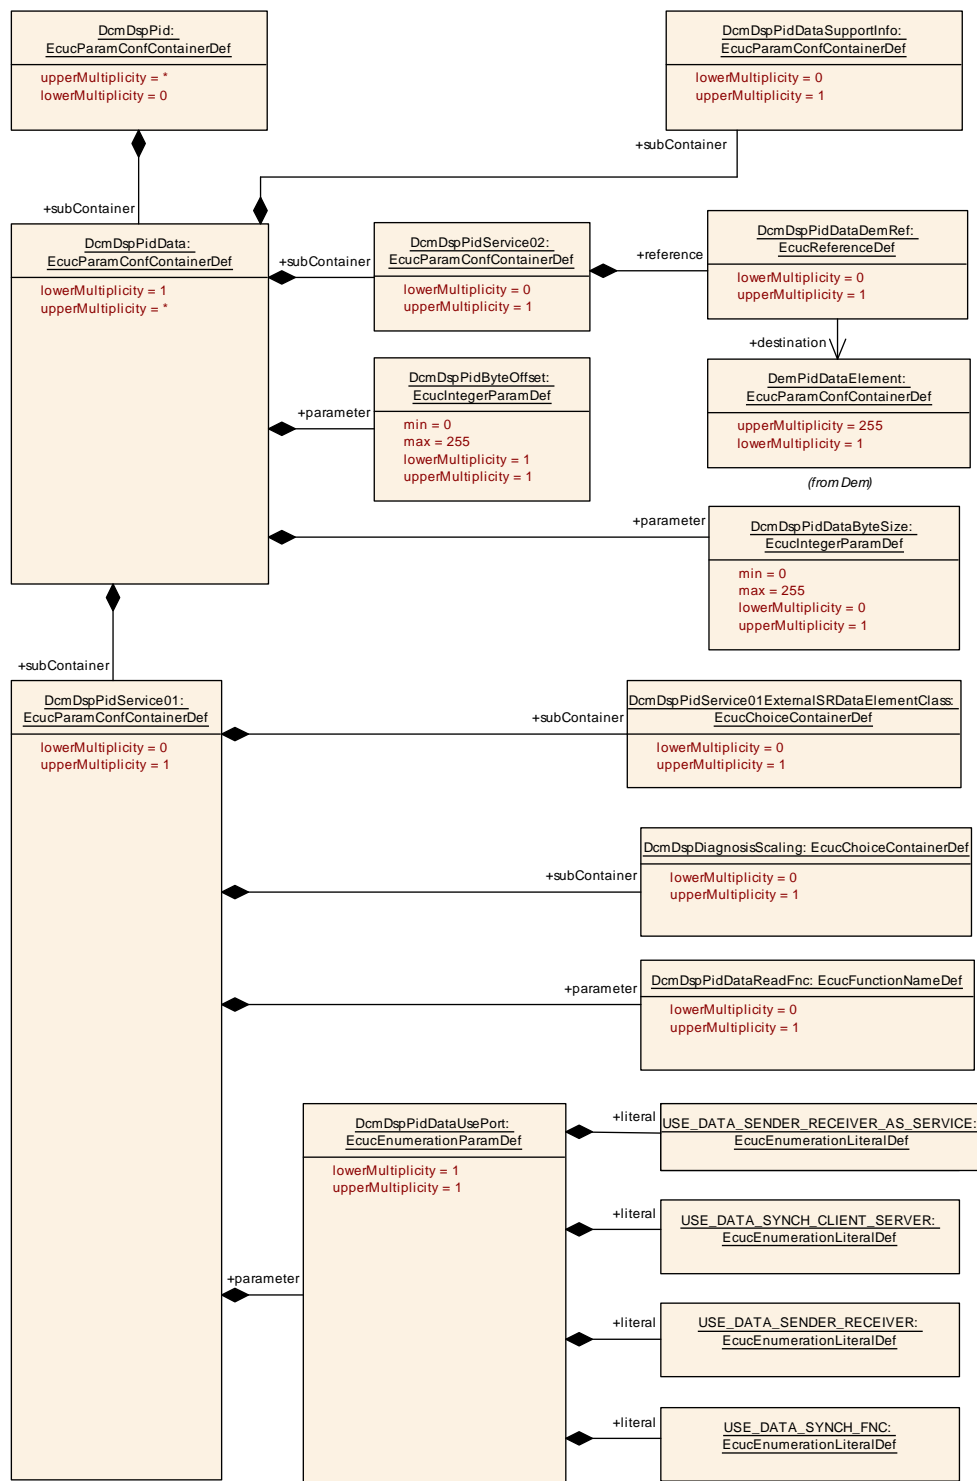 DcmDspPid:
EcucParamConfContainerDef
upperMultiplicity = *
lowerMultiplicity = 0
DcmDspPidDataSupportInfo:
EcucParamConfContainerDef
lowerMultiplicity = 0
upperMultiplicity = 1
+subContainer
+subContainer
DcmDspPidData:
EcucParamConfContainerDef
lowerMultiplicity = 1
upperMultiplicity = *
+subContainer
DcmDspPidService02:
EcucParamConfContainerDef
lowerMultiplicity = 0
upperMultiplicity = 1
+reference
DcmDspPidDataDemRef:
EcucReferenceDef
lowerMultiplicity = 0
upperMultiplicity = 1
+destination
DcmDspPidByteOffset:
EcucIntegerParamDef
min = 0
max = 255
lowerMultiplicity = 1
upperMultiplicity = 1
+parameter
DemPidDataElement:
EcucParamConfContainerDef
upperMultiplicity = 255
lowerMultiplicity = 1
(from Dem)
+parameter
DcmDspPidDataByteSize:
EcucIntegerParamDef
min = 0
max = 255
lowerMultiplicity = 0
upperMultiplicity = 1
+subContainer
DcmDspPidService01:
EcucParamConfContainerDef
lowerMultiplicity = 0
upperMultiplicity = 1
+subContainer
DcmDspPidService01ExternalSRDataElementClass:
EcucChoiceContainerDef
lowerMultiplicity = 0
upperMultiplicity = 1
+subContainer
DcmDspDiagnosisScaling: EcucChoiceContainerDef
lowerMultiplicity = 0
upperMultiplicity = 1
+parameter
DcmDspPidDataReadFnc: EcucFunctionNameDef
lowerMultiplicity = 0
upperMultiplicity = 1
+parameter
DcmDspPidDataUsePort:
EcucEnumerationParamDef
lowerMultiplicity = 1
upperMultiplicity = 1
+literal
USE_DATA_SENDER_RECEIVER_AS_SERVICE:
EcucEnumerationLiteralDef
+literal
USE_DATA_SYNCH_CLIENT_SERVER:
EcucEnumerationLiteralDef
+literal
USE_DATA_SENDER_RECEIVER:
EcucEnumerationLiteralDef
+literal
USE_DATA_SYNCH_FNC:
EcucEnumerationLiteralDef